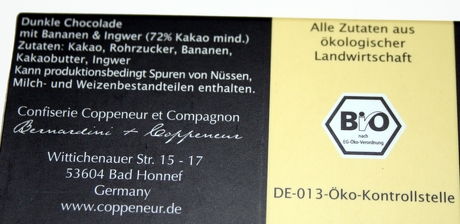 Dunkle Chocolade
mit Bananen & Ingwer (72% Kakao mind.)
Zutaten: Kakao, Rohrzucker, Bananen,
Kakaobutter, Ingwer
Kann produktionsbedingt Spuren von Nüssen,
Milch- und Weizenbestandteilen enthalten.
Confiserie Coppeneur et Compagnon
Bernardini + Coppeneur
Wittichenauer Str. 15 - 17
53604 Bad Honnef
Germany
www.coppeneur.de
Alle Zutaten aus
ökologischer
Landwirtschaft
BIO
nach
EG-Öko-Verordnung
DE-013-Öko-Kontrollstelle